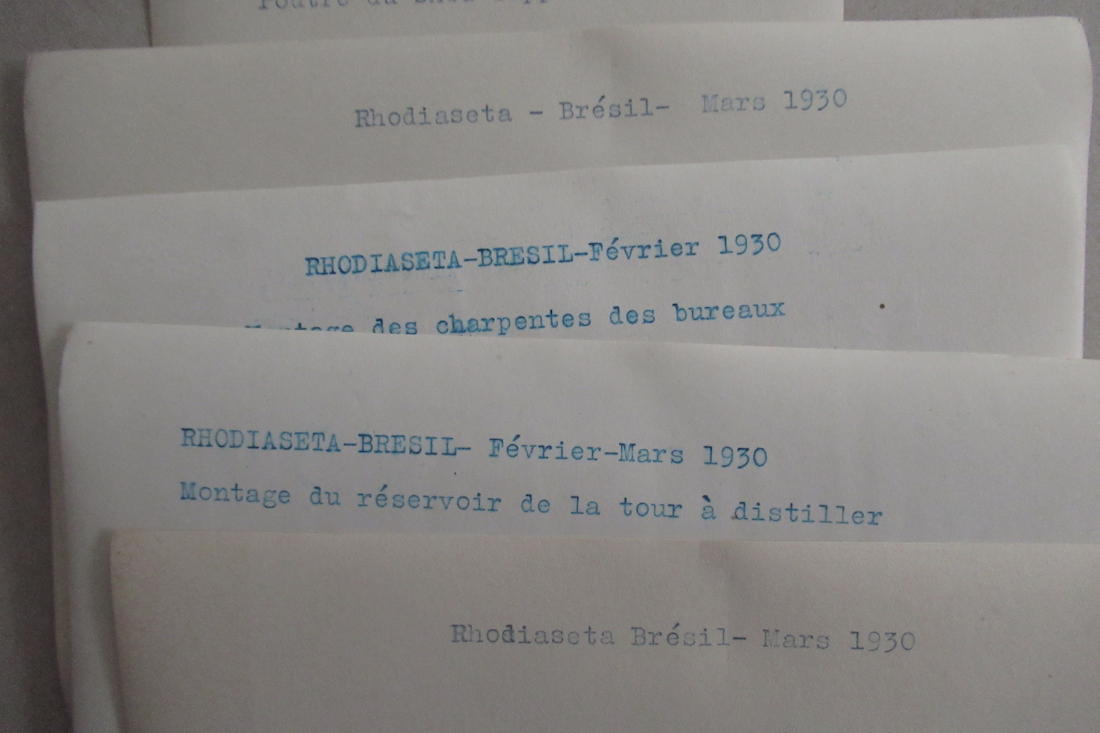 Rhodiaseta - Brésil- Mars 1930
RHODIASETA-BRESIL-Février 1930
Montage des charpentes des bureaux
RHODIASETA-BRESIL- Février-Mars 1930
Montage du réservoir de la tour à distiller
Rhodiaseta Brésil- Mars 1930